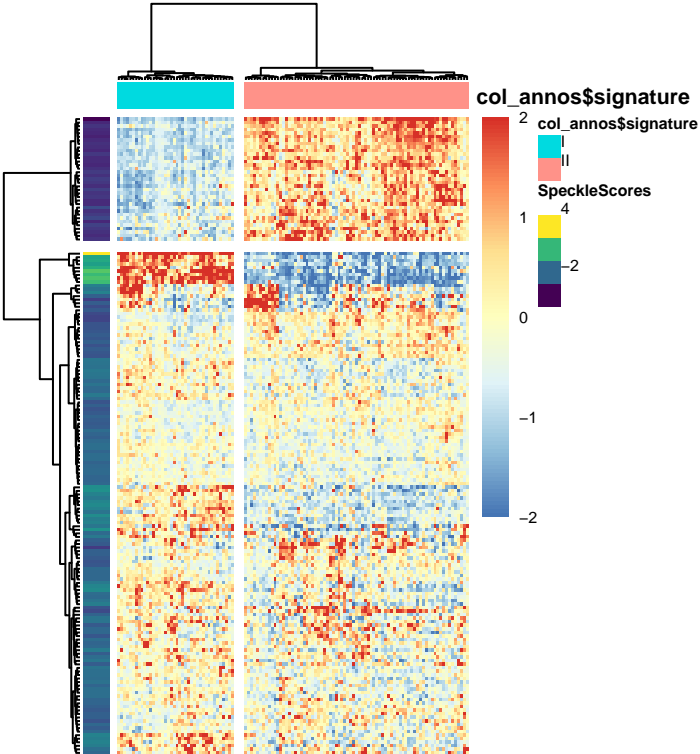 col_annos$signature
2
1
0
−1
−2
col_annos$signature
I
II
SpeckleScores
4
−2